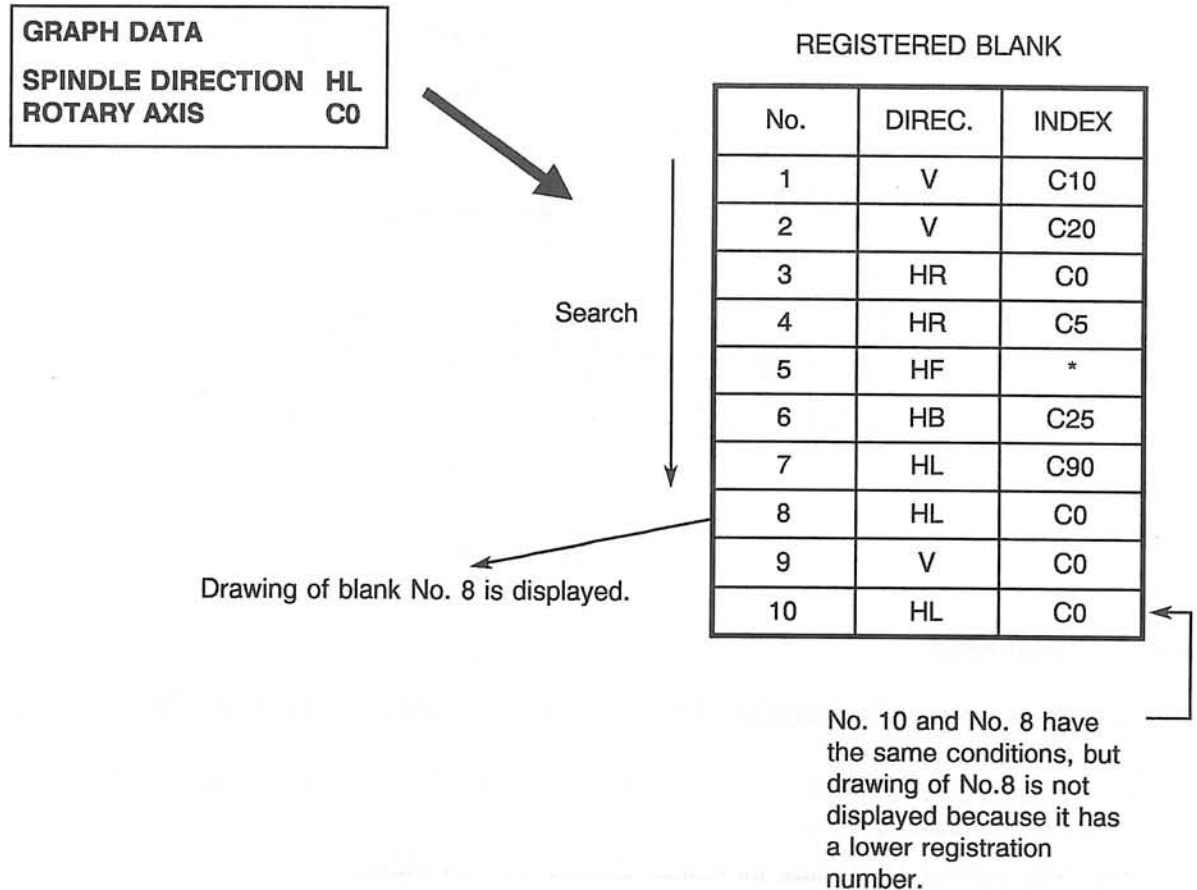 GRAPH DATA
SPINDLE DIRECTION HL
ROTARY AXIS C0
REGISTERED BLANK
No. DIREC. INDEX
1 V C10
2 V C20
3 HR C0
4 HR C5
5 HF *
6 HB C25
7 HL C90
8 HL C0
9 V C0
10 HL C0
Search
Drawing of blank No. 8 is displayed.
No. 10 and No. 8 have
the same conditions, but
drawing of No.8 is not
displayed because it has
a lower registration
number.